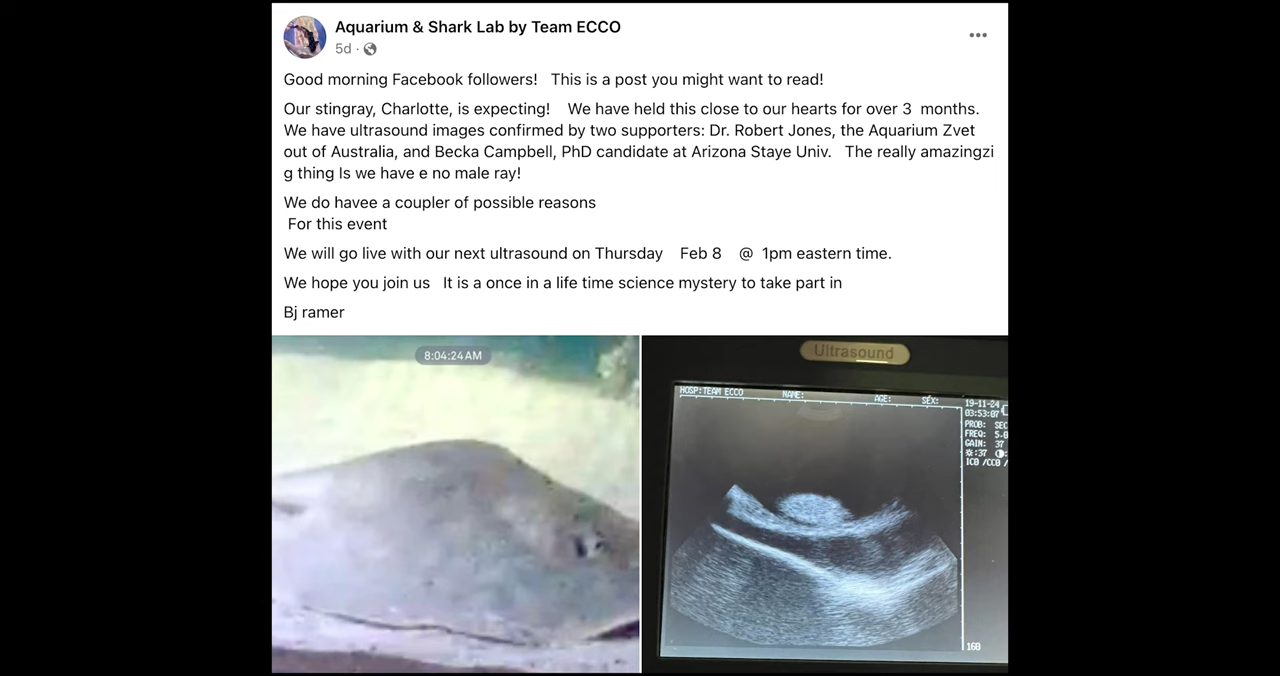 Aquarium & Shark Lab by Team ECCO
5d ·
Good morning Facebook followers! This is a post you might want to read!
Our stingray, Charlotte, is expecting! We have held this close to our hearts for over 3 months.
We have ultrasound images confirmed by two supporters: Dr. Robert Jones, the Aquarium Zvet
out of Australia, and Becka Campbell, PhD candidate at Arizona Staye Univ. The really amazingzi
g thing Is we have e no male ray!
We do havee a coupler of possible reasons
For this event
We will go live with our next ultrasound on Thursday Feb 8 @ 1pm eastern time.
We hope you join us It is a once in a life time science mystery to take part in
Bj ramer
8:04:24 AM
Ultrasound
HOSP:TEAM ECCO NAME: AGE: SEX:
19-11-24
03:53:07
PROB: SEC
FREQ: 5.0
GAIN: 37
:37
/CC0 /
160